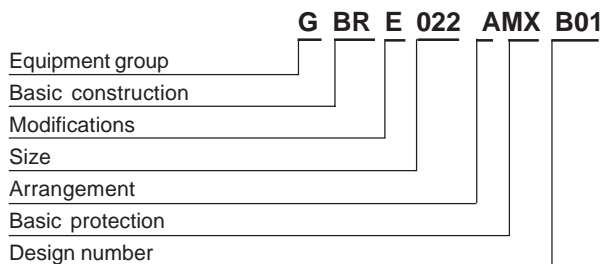 G BR E 022 AMX B01
Equipment group
Basic construction
Modifications
Size
Arrangement
Basic protection
Design number